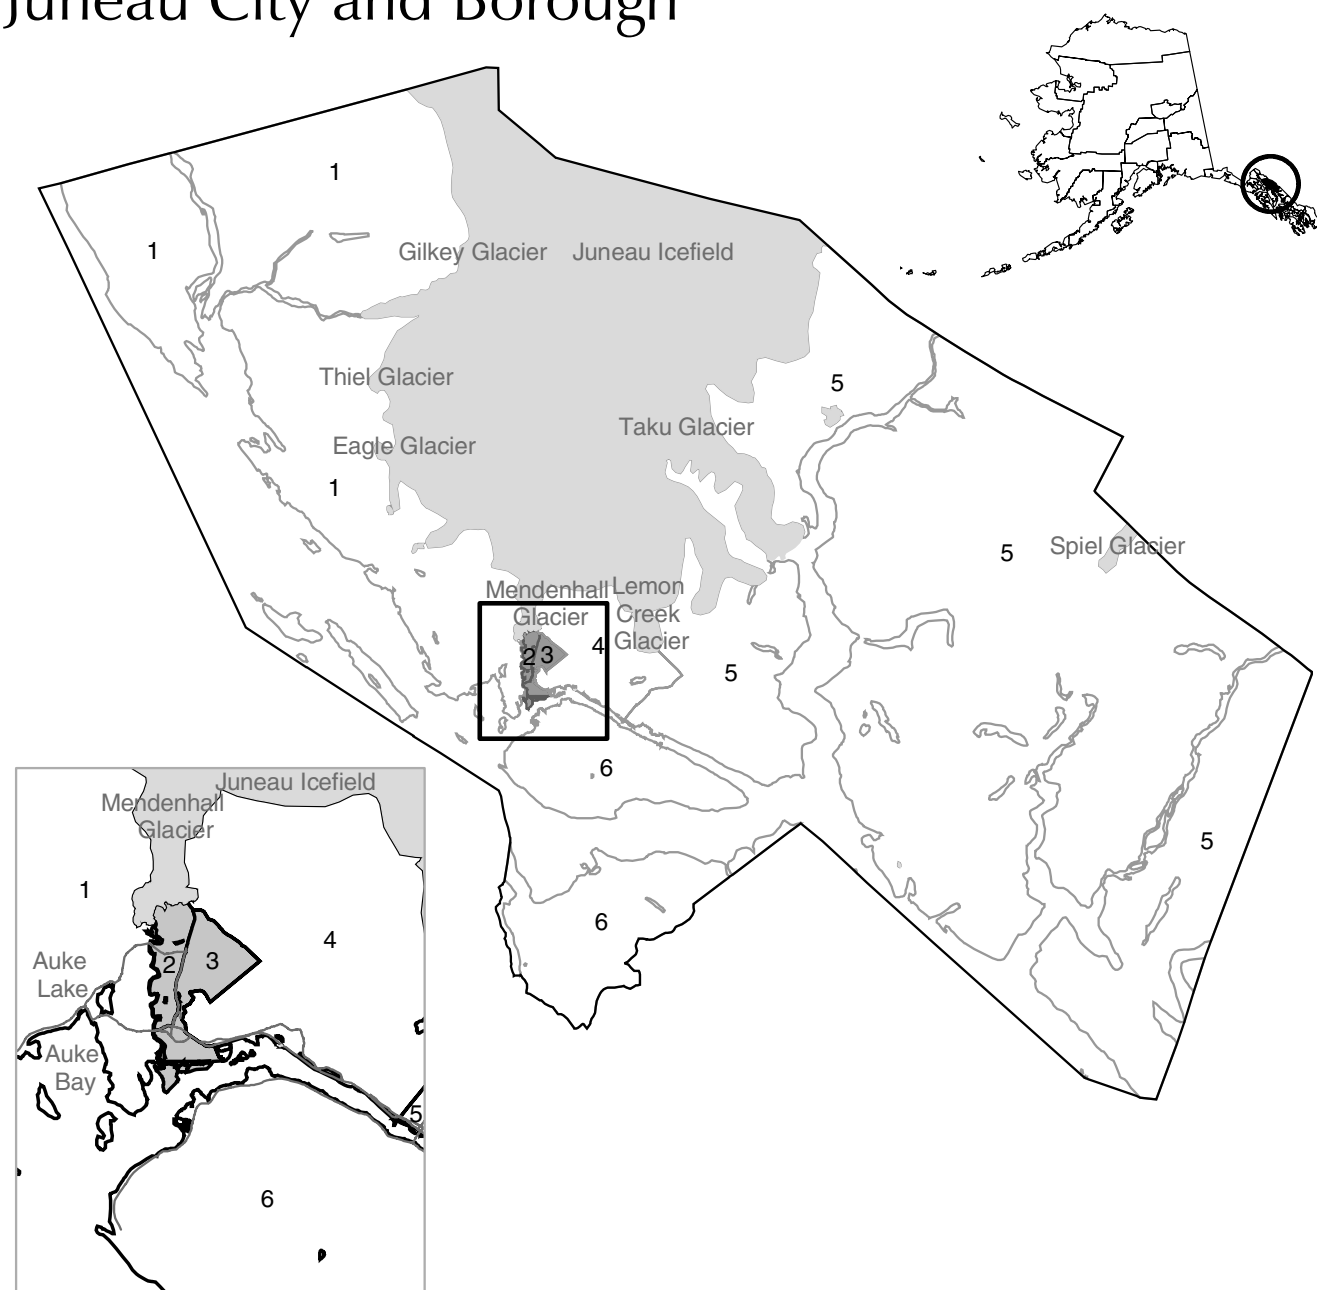 Juneau City and Borough
1
1
Gilkey Glacier
Juneau Icefield
Thiel Glacier
5
Taku Glacier
Eagle Glacier
1
5
Spiel Glacier
Mendenhall
Glacier
Lemon
Creek
Glacier
2
3
4
5
6
5
6
Juneau Icefield
Mendenhall
Glacier
1
4
2
3
Auke
Lake
Auke
Bay
5
6